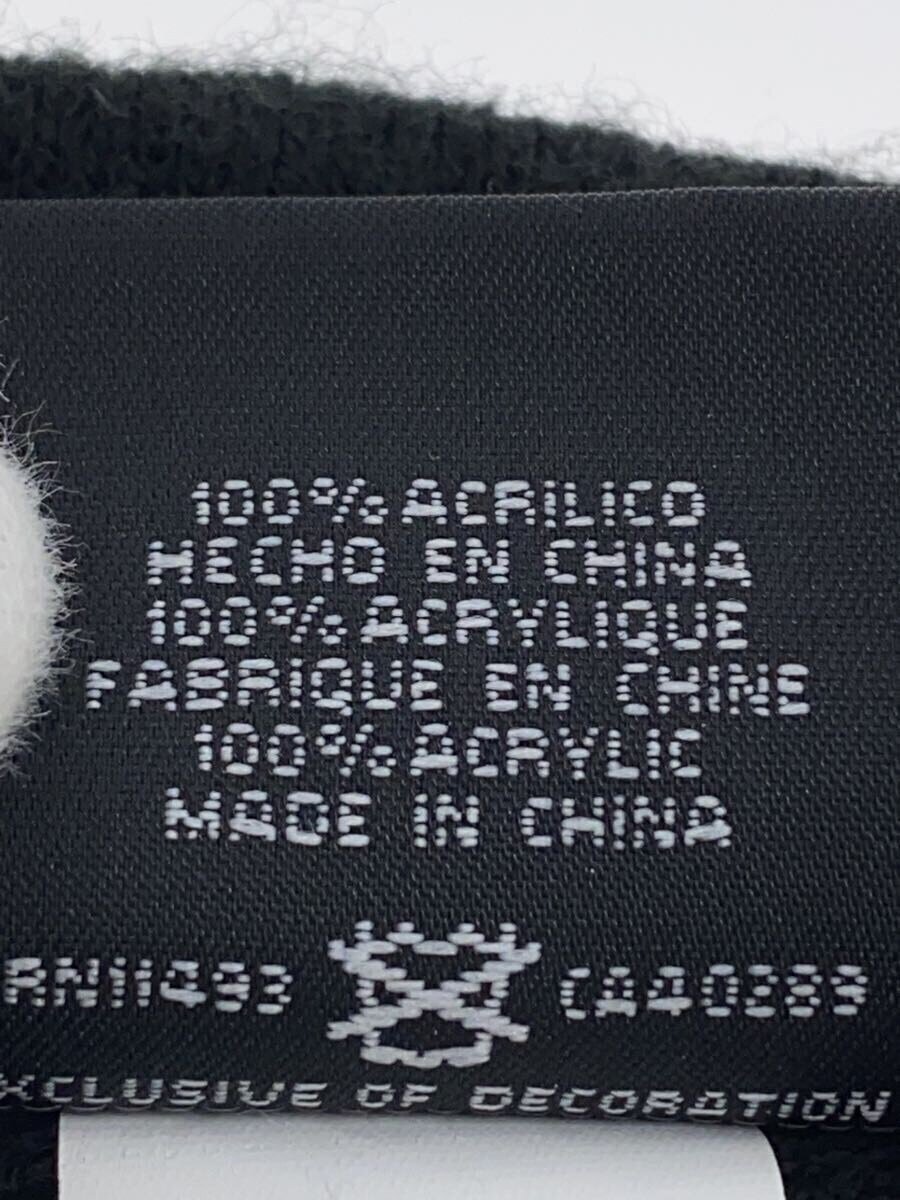 100% ACRILICO
HECHO EN CHINA
100% ACRYLIQUE
FABRIQUE EN CHINE
100% ACRYLIC
MADE IN CHINA
RN11493 CA40389
XCLUSIVE OF DECORATION